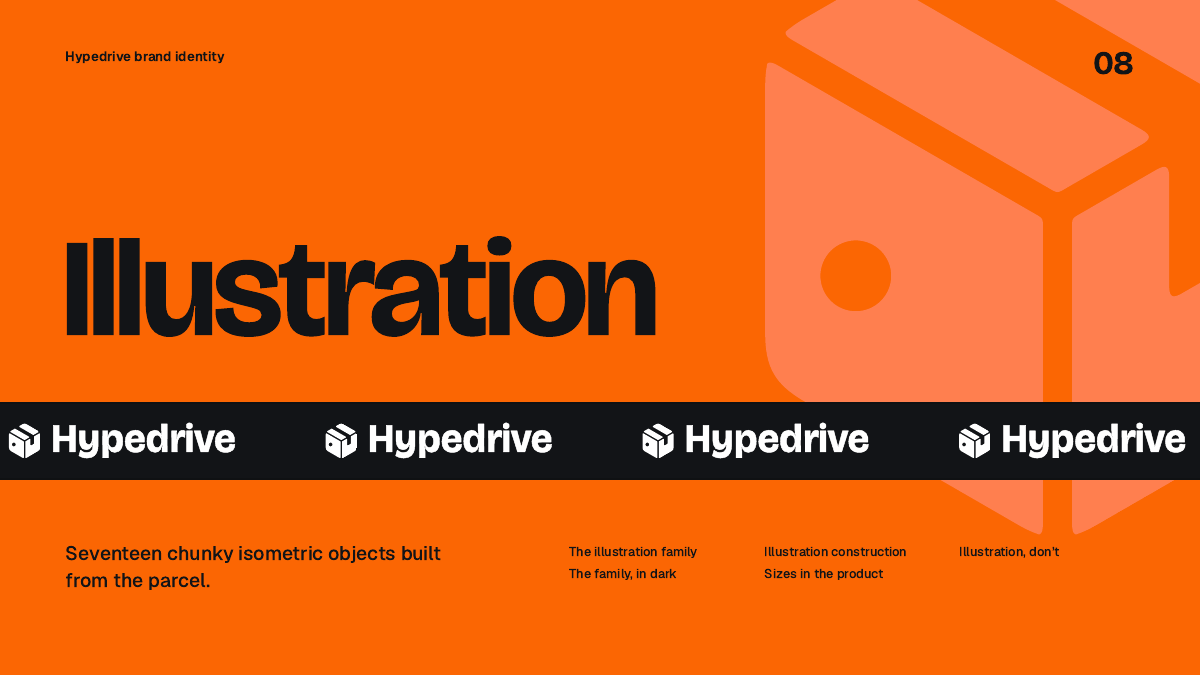 Hypedrive brand identity
08
Illustration
Hypedrive Hypedrive Hypedrive Hypedrive
Seventeen chunky isometric objects built
from the parcel.
The illustration family
The family, in dark
Illustration construction
Sizes in the product
Illustration, don't